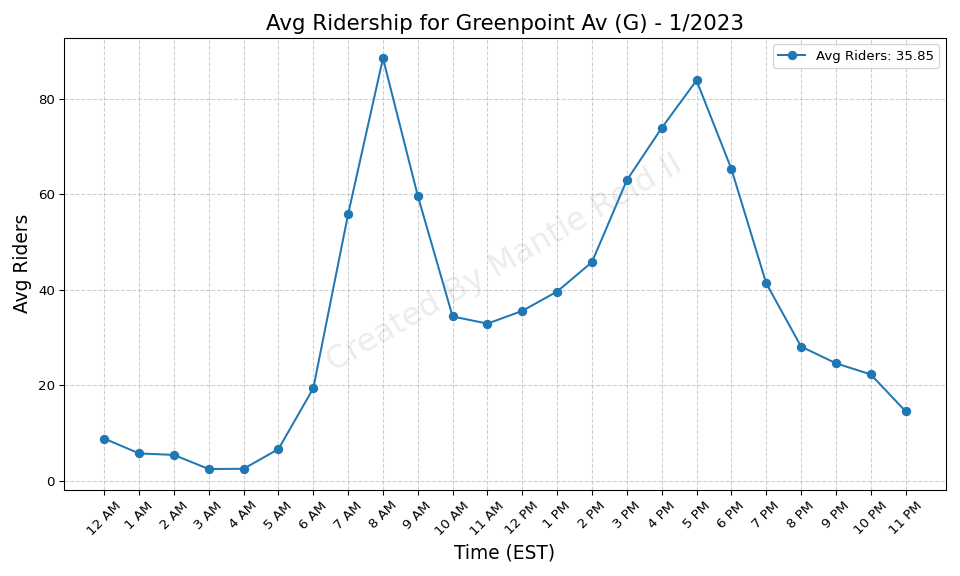 Avg Ridership for Greenpoint Av (G) - 1/2023
Avg Riders: 35.85
Avg Riders
80
60
40
20
0
Created By Mantie Reid II
12 AM
1 AM
2 AM
3 AM
4 AM
5 AM
6 AM
7 AM
8 AM
9 AM
10 AM
11 AM
12 PM
1 PM
2 PM
3 PM
4 PM
5 PM
6 PM
7 PM
8 PM
9 PM
10 PM
11 PM
Time (EST)